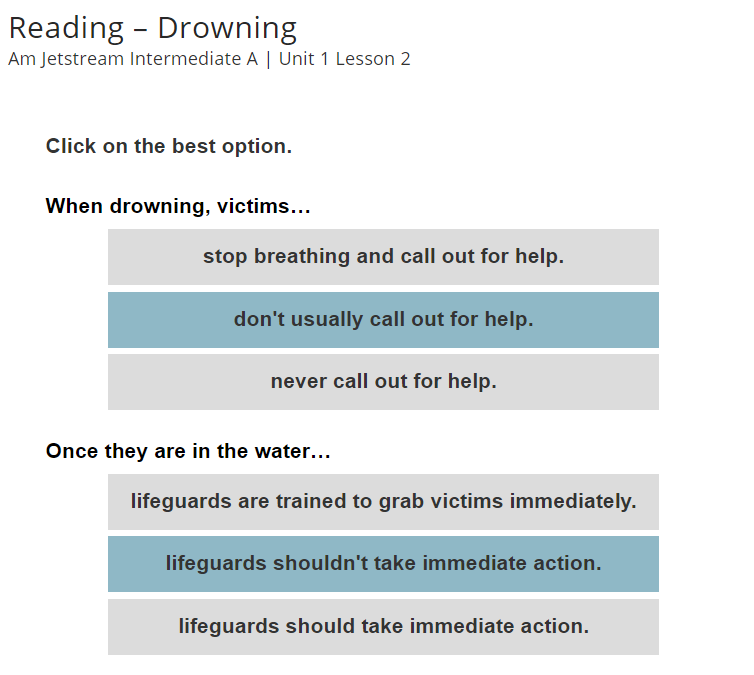 Reading – Drowning
Am Jetstream Intermediate A | Unit 1 Lesson 2
Click on the best option.
When drowning, victims…
stop breathing and call out for help.
don't usually call out for help.
never call out for help.
Once they are in the water…
lifeguards are trained to grab victims immediately.
lifeguards shouldn't take immediate action.
lifeguards should take immediate action.